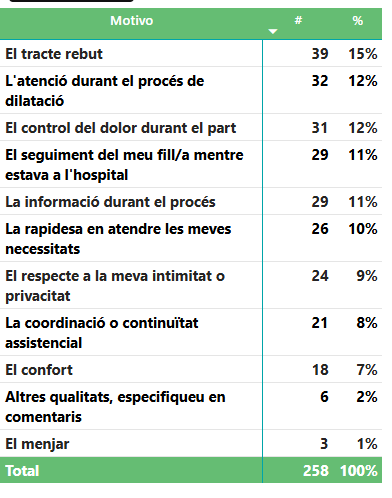 Motivo # %
El tracte rebut 39 15%
L'atenció durant el procés de
dilatació 32 12%
El control del dolor durant el part 31 12%
El seguiment del meu fill/a mentre
estava a l'hospital 29 11%
La informació durant el procés 29 11%
La rapidesa en atendre les meves
necessitats 26 10%
El respecte a la meva intimitat o
privacitat 24 9%
La coordinació o continuïtat
assistencial 21 8%
El confort 18 7%
Altres qualitats, especifiqueu en
comentaris 6 2%
El menjar 3 1%
Total 258 100%